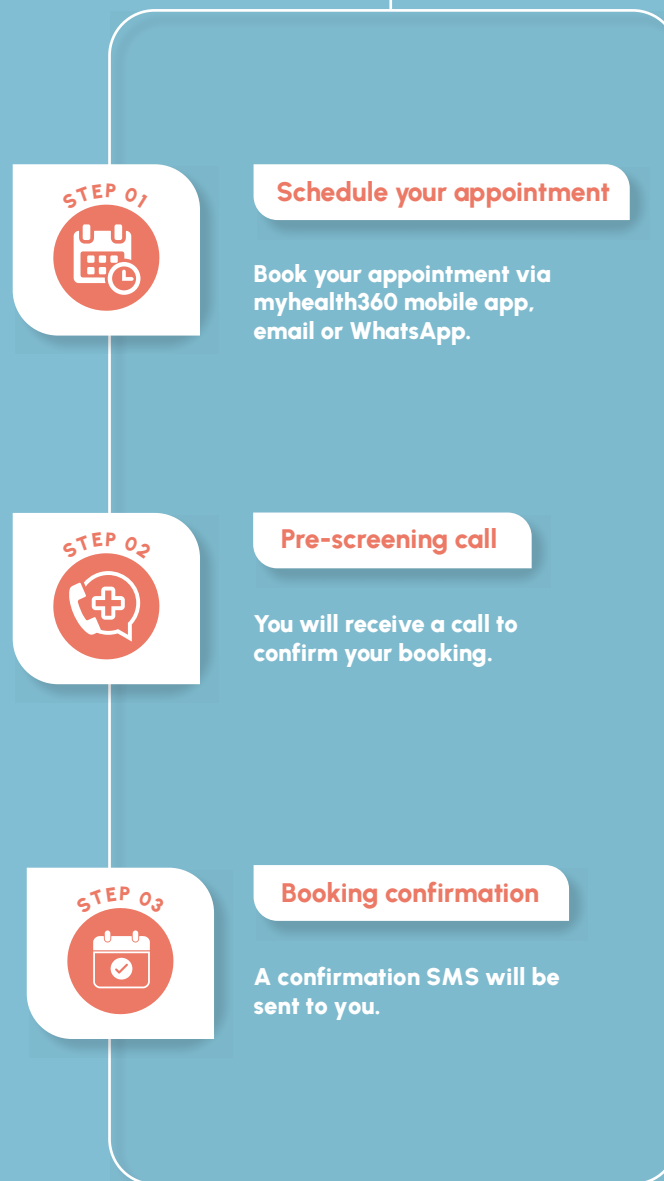 STEP 01
Schedule your appointment
Book your appointment via
myhealth360 mobile app,
email or WhatsApp.
STEP 02
Pre-screening call
You will receive a call to
confirm your booking.
STEP 03
Booking confirmation
A confirmation SMS will be
sent to you.